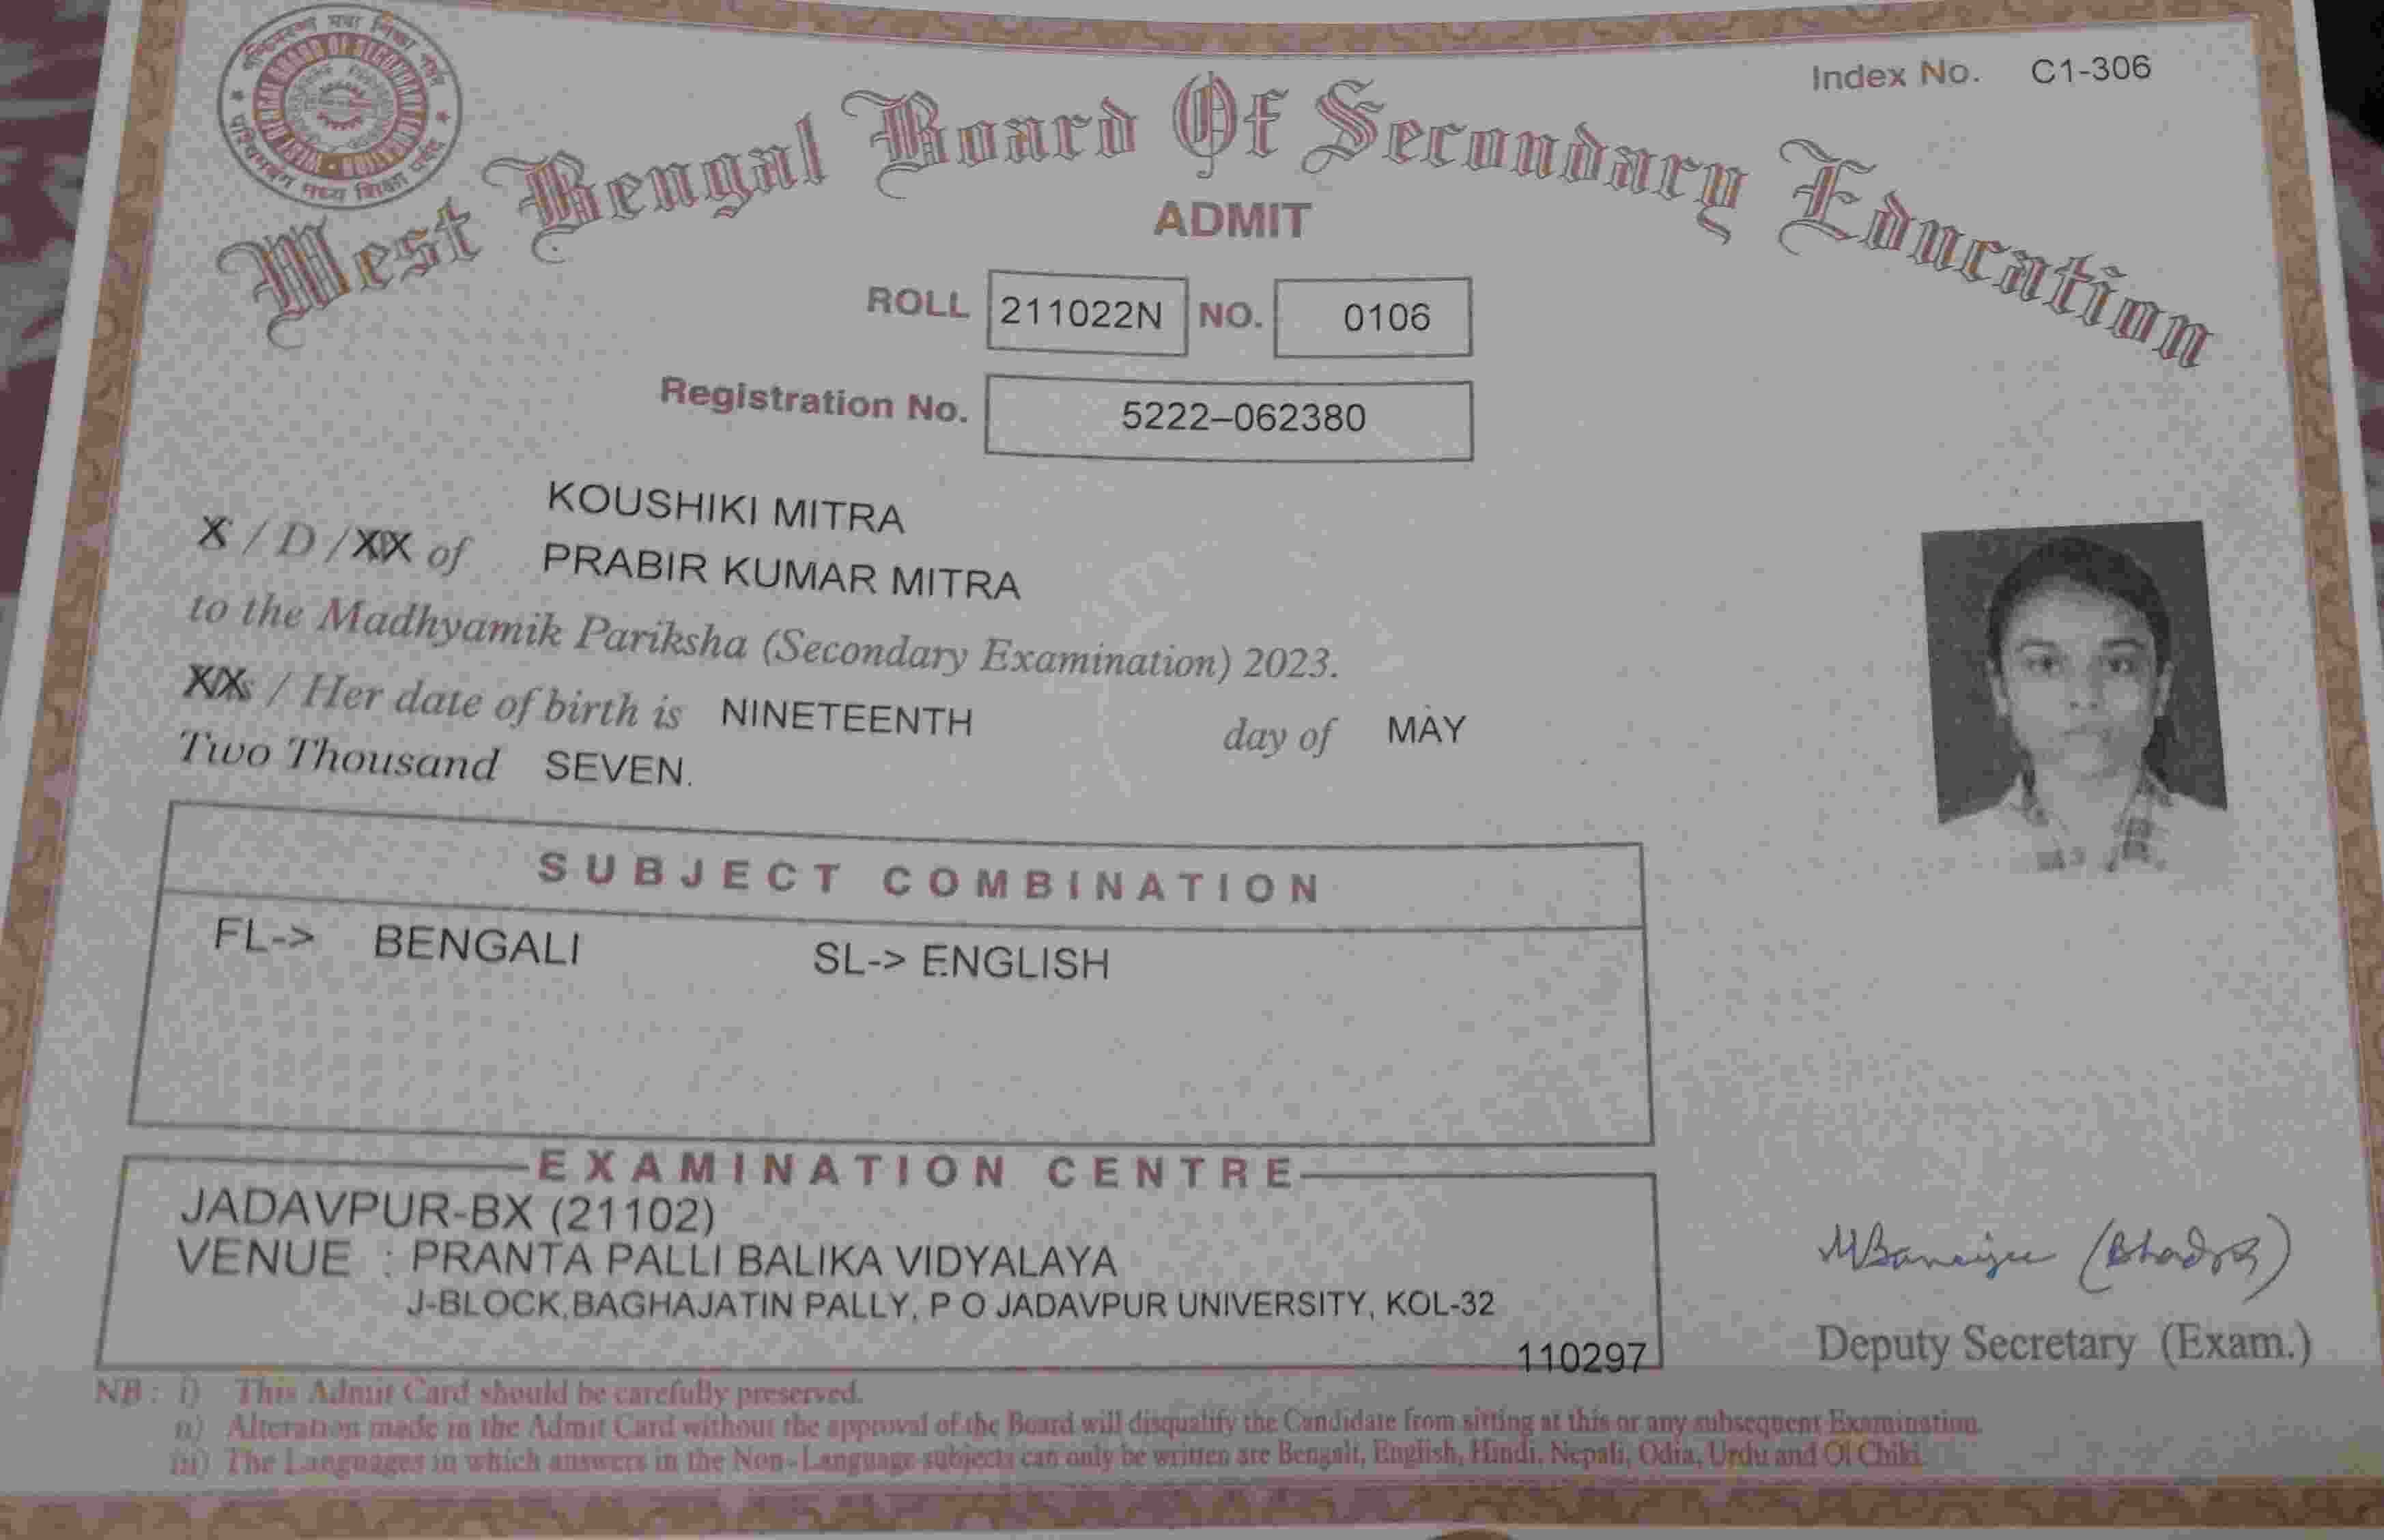 Index No. C1-306
West Bengal Board Of Secondary Education
ADMIT
ROLL 211022N NO. 0106
Registration No. 5222–062380
KOUSHIKI MITRA
/ D / of PRABIR KUMAR MITRA
to the Madhyamik Pariksha (Secondary Examination) 2023.
/ Her date of birth is NINETEENTH day of MAY
Two Thousand SEVEN.
SUBJECT COMBINATION
FL-> BENGALI SL-> ENGLISH
EXAMINATION CENTRE
JADAVPUR-BX (21102)
VENUE : PRANTA PALLI BALIKA VIDYALAYA
J-BLOCK,BAGHAJATIN PALLY, P O JADAVPUR UNIVERSITY, KOL-32
110297
MBanerjee (Bhadra)
Deputy Secretary (Exam.)
NB : i) This Admit Card should be carefully preserved.
ii) Alteration made in the Admit Card without the approval of the Board will disqualify the Candidate from sitting at this or any subsequent Examination.
iii) The Languages in which answers in the Non-Language subjects can only be written are Bengali, English, Hindi, Nepali, Odia, Urdu and Ol Chiki.